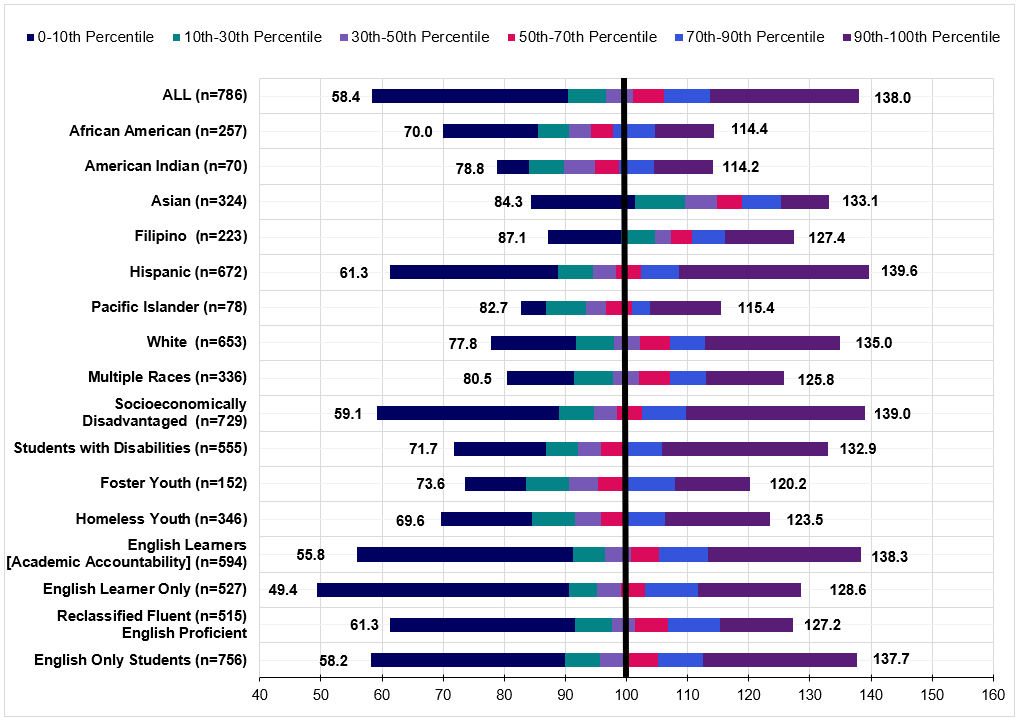 0-10th Percentile 10th-30th Percentile 30th-50th Percentile 50th-70th Percentile 70th-90th Percentile 90th-100th Percentile
ALL (n=786) 58.4 138.0
African American (n=257) 70.0 114.4
American Indian (n=70) 78.8 114.2
Asian (n=324) 84.3 133.1
Filipino (n=223) 87.1 127.4
Hispanic (n=672) 61.3 139.6
Pacific Islander (n=78) 82.7 115.4
White (n=653) 77.8 135.0
Multiple Races (n=336) 80.5 125.8
Socioeconomically
Disadvantaged (n=729) 59.1 139.0
Students with Disabilities (n=555) 71.7 132.9
Foster Youth (n=152) 73.6 120.2
Homeless Youth (n=346) 69.6 123.5
English Learners
[Academic Accountability] (n=594) 55.8 138.3
English Learner Only (n=527) 49.4 128.6
Reclassified Fluent (n=515)
English Proficient 61.3 127.2
English Only Students (n=756) 58.2 137.7
40 50 60 70 80 90 100 110 120 130 140 150 160